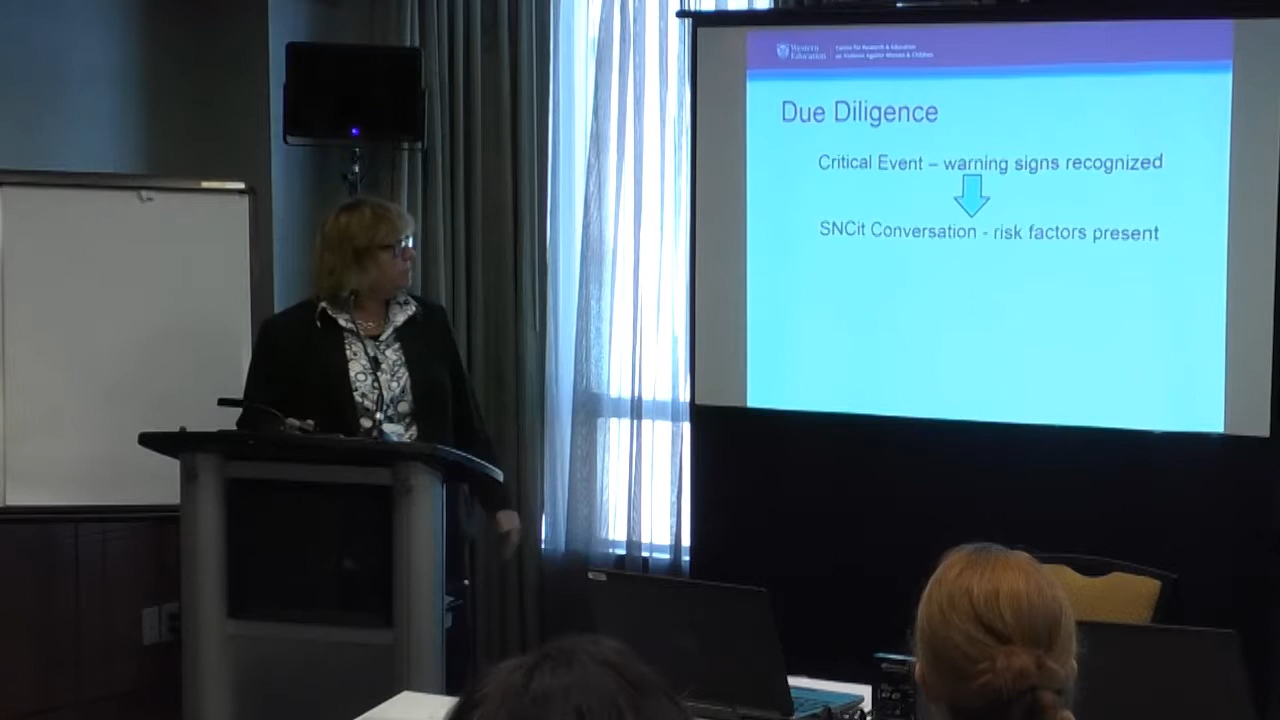 Western
Education
Centre for Research & Education
on Violence Against Women & Children
Due Diligence
Critical Event – warning signs recognized
SNCit Conversation - risk factors present